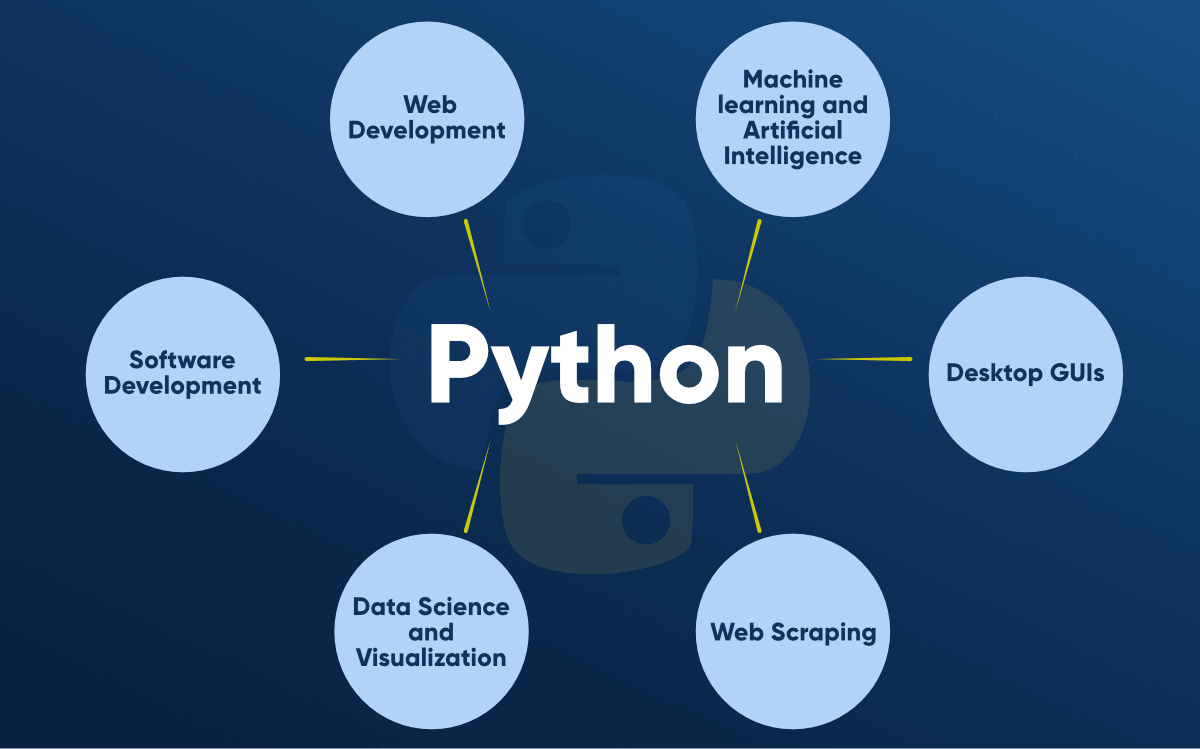 Web
Development
Machine
learning and
Artificial
Intelligence
Software
Development
Python
Desktop GUIs
Data Science
and
Visualization
Web Scraping